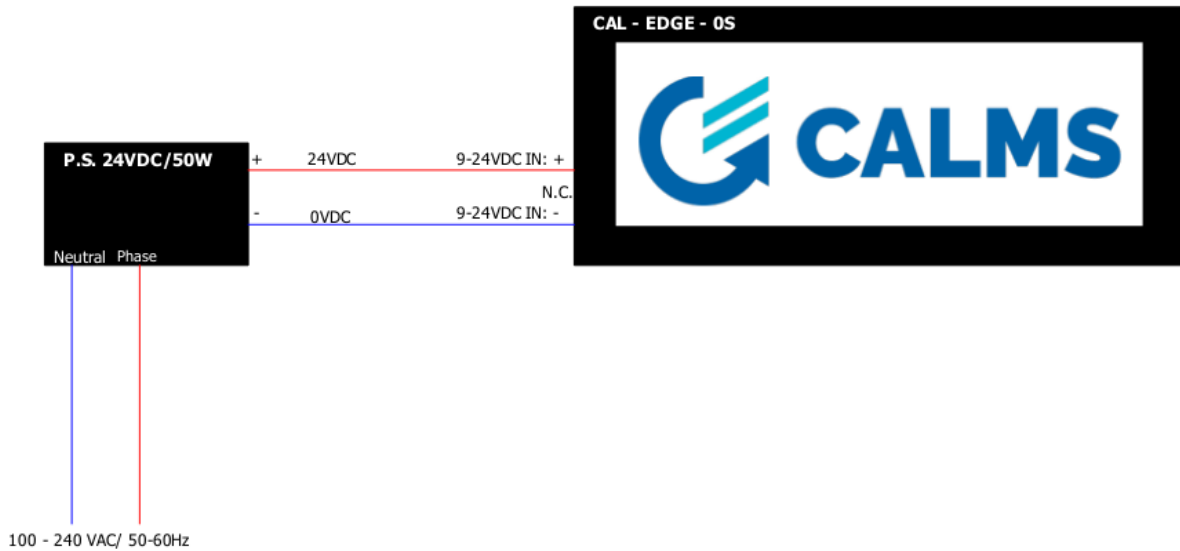 CAL - EDGE - 0S
CALMS
P.S. 24VDC/50W
+ 24VDC 9-24VDC IN: +
N.C.
- 0VDC 9-24VDC IN: -
Neutral Phase
100 - 240 VAC/ 50-60Hz